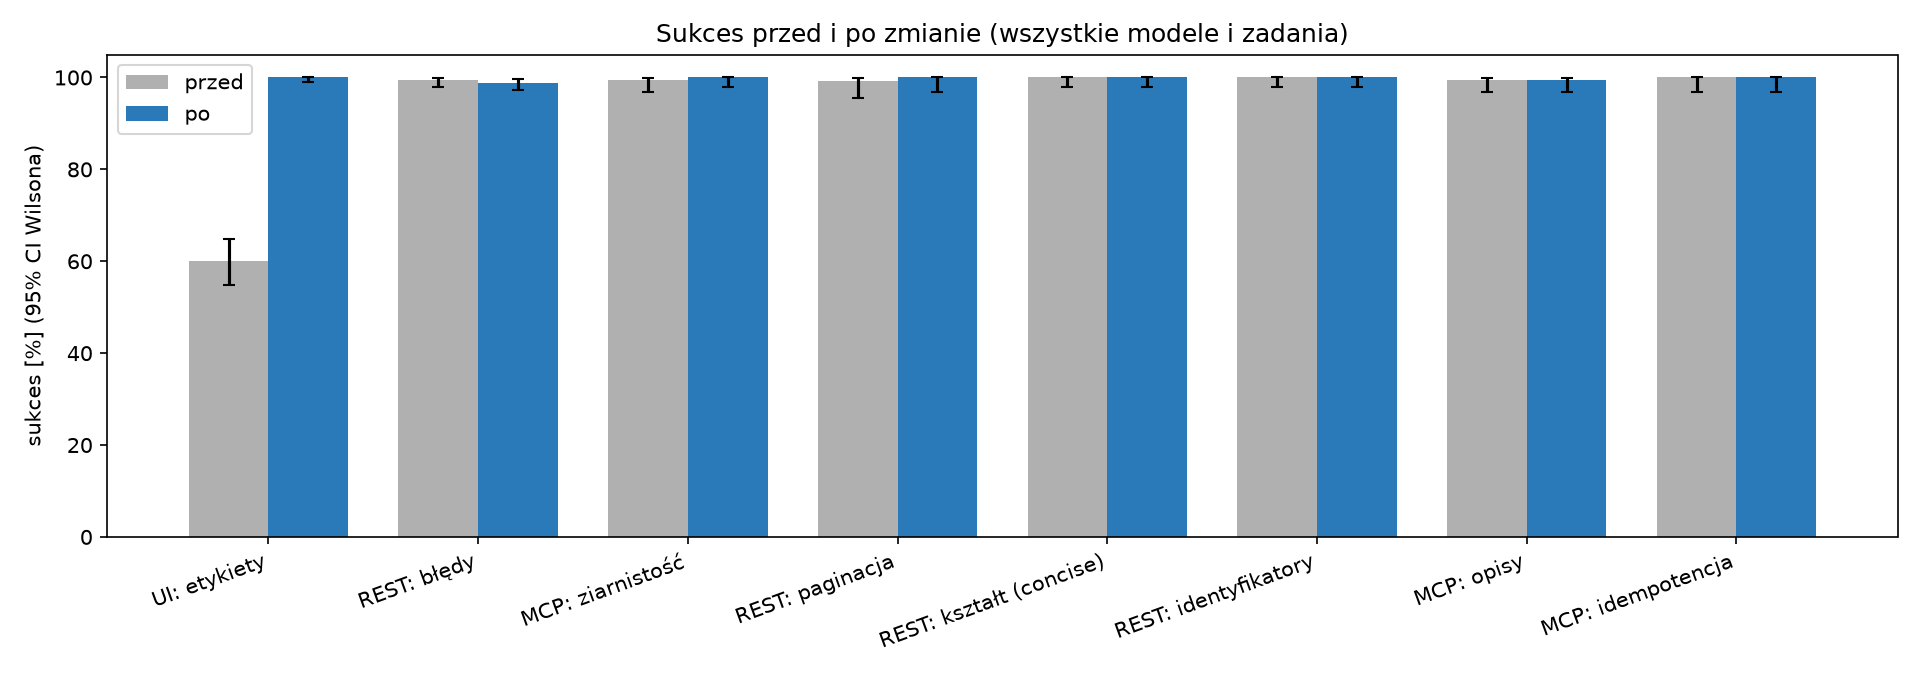 Sukces przed i po zmianie (wszystkie modele i zadania)
sukces [%] (95% CI Wilsona)
100
80
60
40
20
0
przed
po
UI: etykiety
REST: błędy
MCP: ziarnistość
REST: paginacja
REST: kształt (concise)
REST: identyfikatory
MCP: opisy
MCP: idempotencja